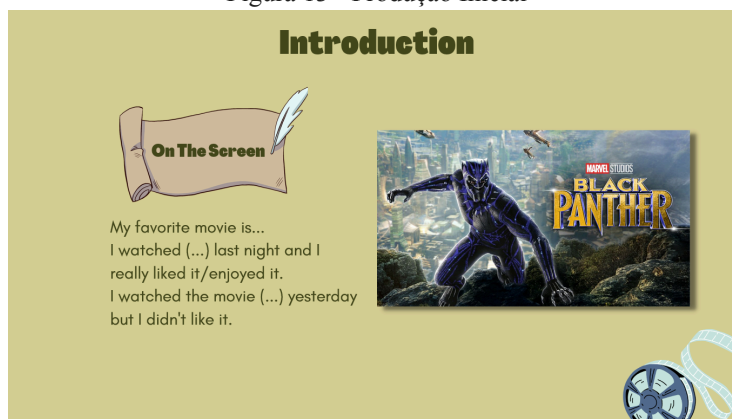 Introduction
On The Screen
My favorite movie is...
I watched (...) last night and I
really liked it/enjoyed it.
I watched the movie (...) yesterday
but I didn't like it.
MARVEL STUDIOS
BLACK
PANTHER